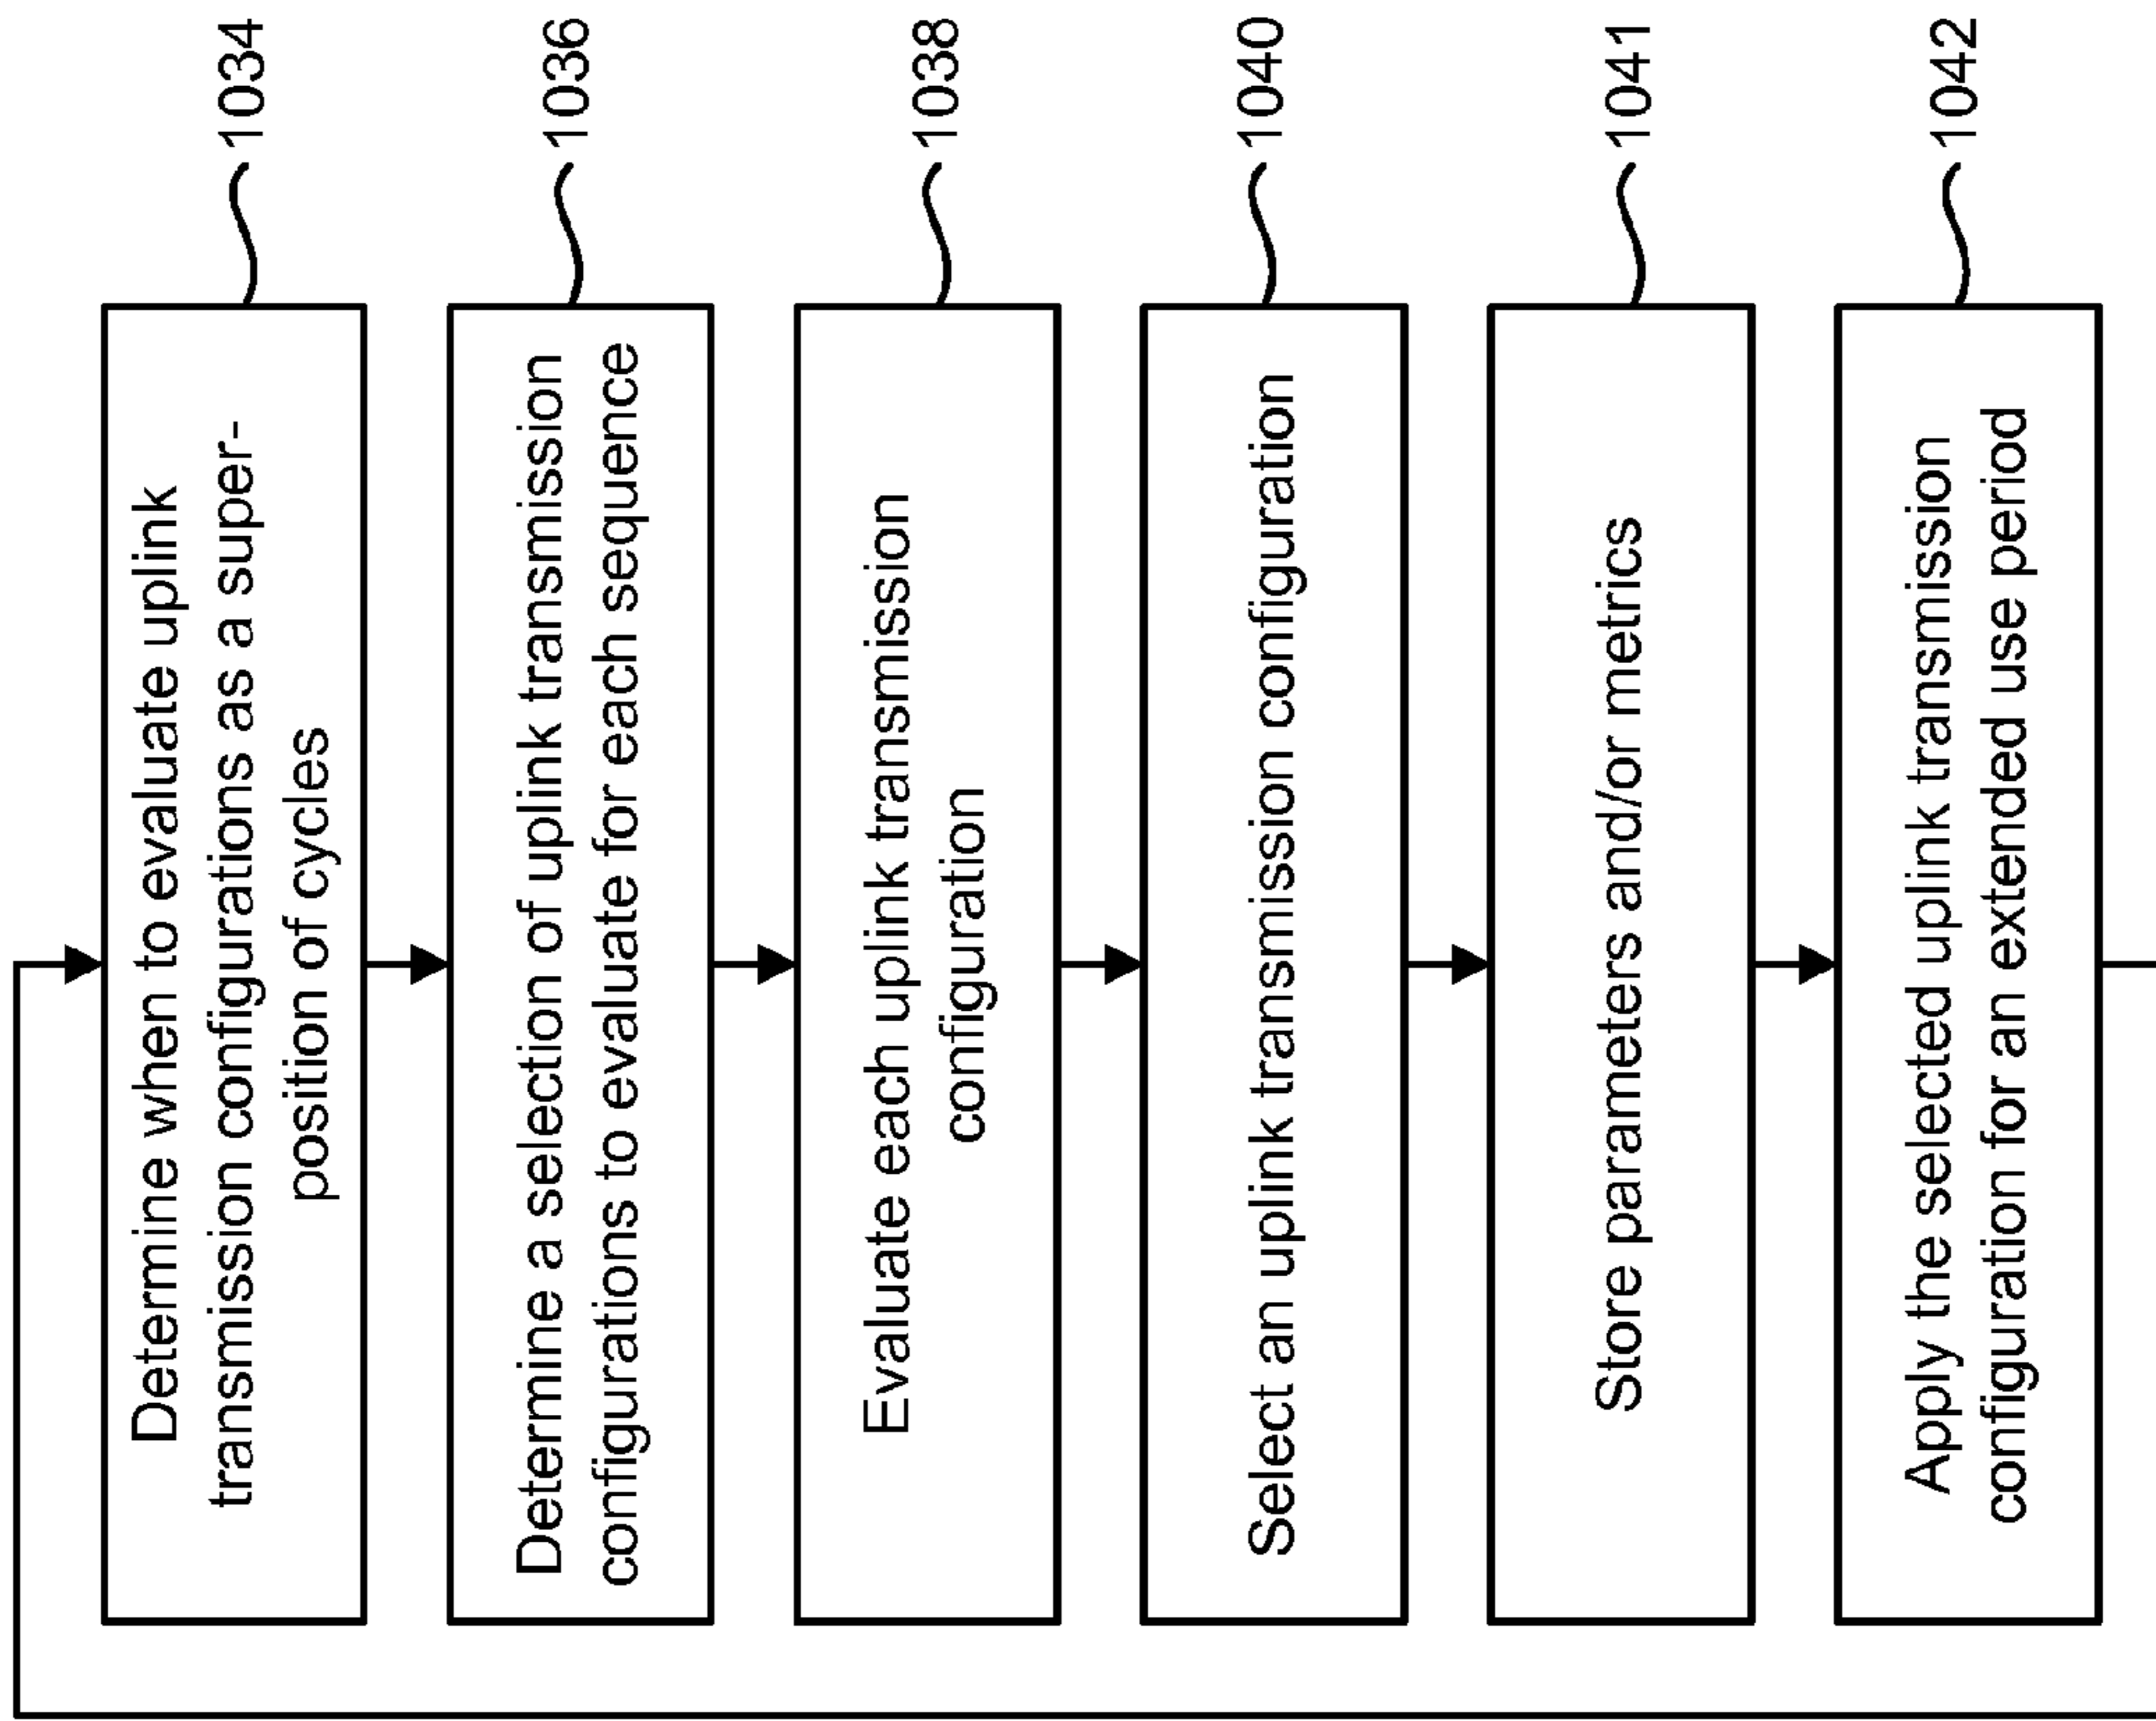 Determine when to evaluate uplink
transmission configurations as a super-
position of cycles
1034
Determine a selection of uplink transmission
configurations to evaluate for each sequence
1036
Evaluate each uplink transmission
configuration
1038
Select an uplink transmission configuration
1040
Store parameters and/or metrics
1041
Apply the selected uplink transmission
configuration for an extended use period
1042